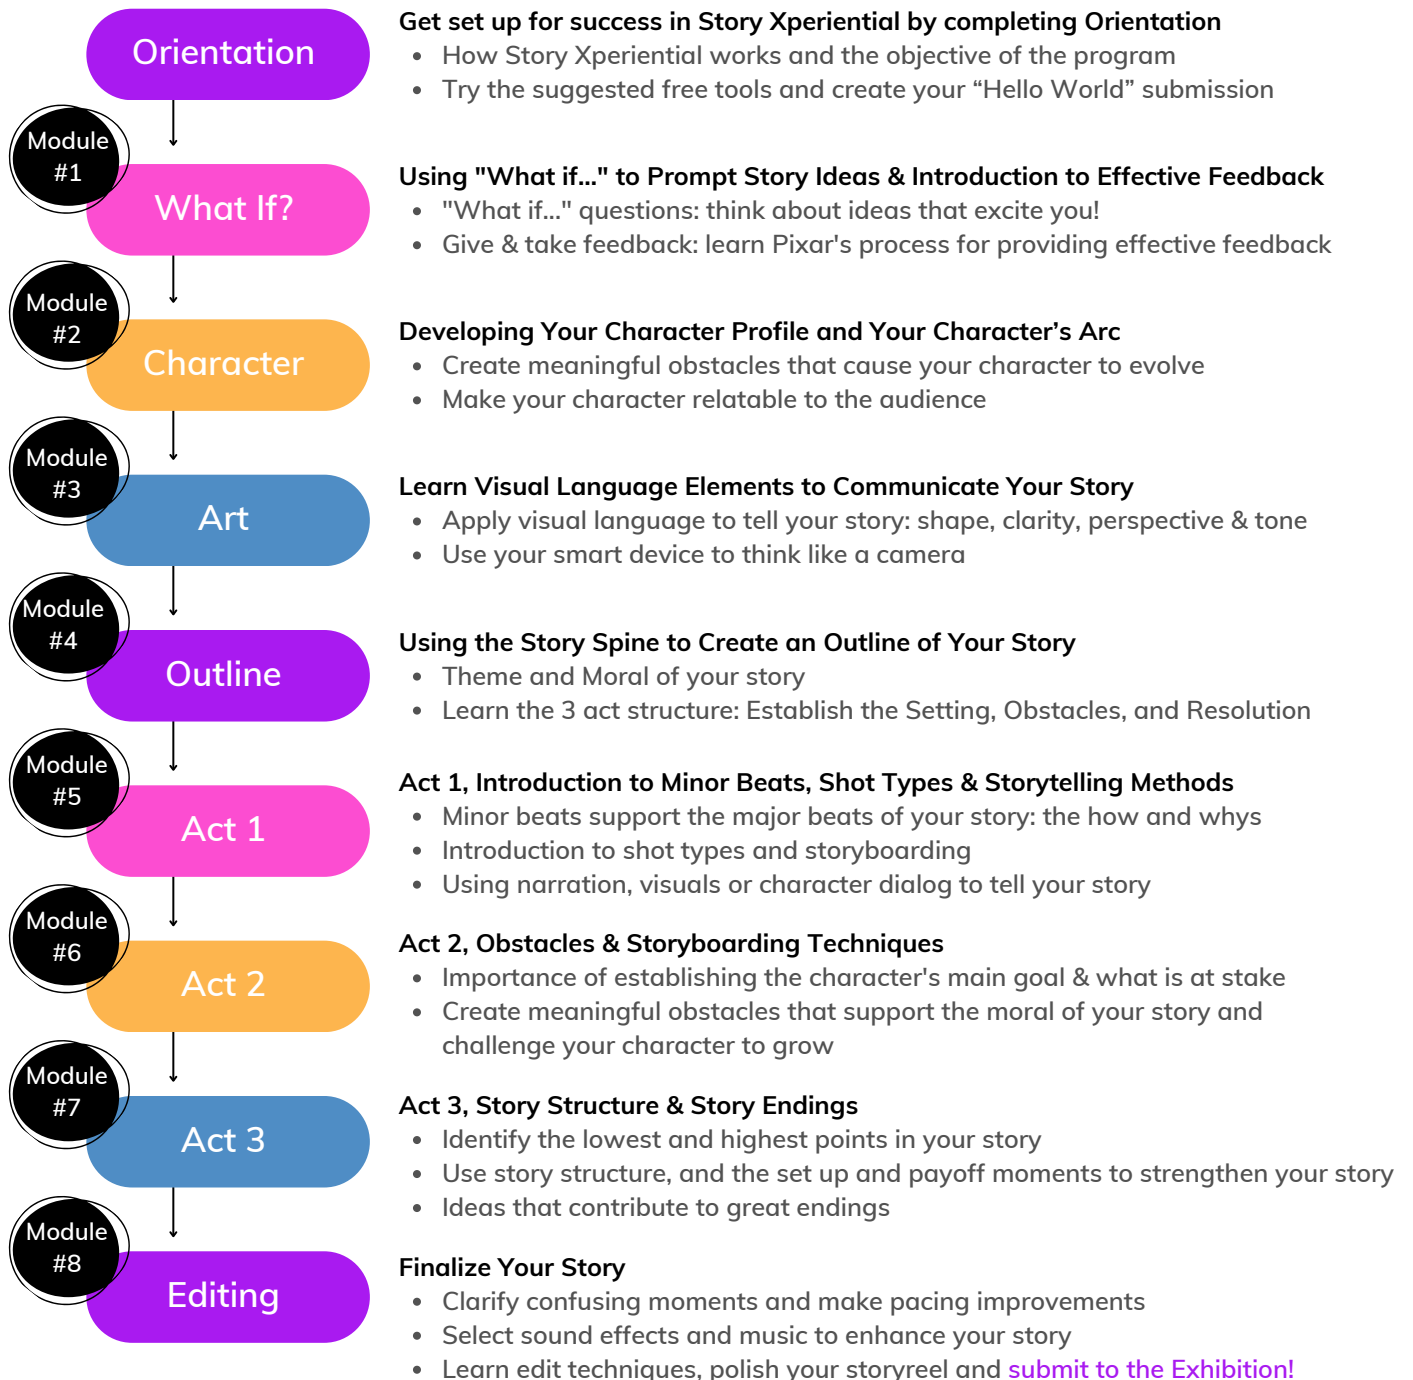 Orientation
Get set up for success in Story Xperiential by completing Orientation
• How Story Xperiential works and the objective of the program
• Try the suggested free tools and create your “Hello World” submission
Module
#1
What If?
Using "What if..." to Prompt Story Ideas & Introduction to Effective Feedback
• "What if..." questions: think about ideas that excite you!
• Give & take feedback: learn Pixar's process for providing effective feedback
Module
#2
Character
Developing Your Character Profile and Your Character’s Arc
• Create meaningful obstacles that cause your character to evolve
• Make your character relatable to the audience
Module
#3
Art
Learn Visual Language Elements to Communicate Your Story
• Apply visual language to tell your story: shape, clarity, perspective & tone
• Use your smart device to think like a camera
Module
#4
Outline
Using the Story Spine to Create an Outline of Your Story
• Theme and Moral of your story
• Learn the 3 act structure: Establish the Setting, Obstacles, and Resolution
Module
#5
Act 1
Act 1, Introduction to Minor Beats, Shot Types & Storytelling Methods
• Minor beats support the major beats of your story: the how and whys
• Introduction to shot types and storyboarding
• Using narration, visuals or character dialog to tell your story
Module
#6
Act 2
Act 2, Obstacles & Storyboarding Techniques
• Importance of establishing the character's main goal & what is at stake
• Create meaningful obstacles that support the moral of your story and
challenge your character to grow
Module
#7
Act 3
Act 3, Story Structure & Story Endings
• Identify the lowest and highest points in your story
• Use story structure, and the set up and payoff moments to strengthen your story
• Ideas that contribute to great endings
Module
#8
Editing
Finalize Your Story
• Clarify confusing moments and make pacing improvements
• Select sound effects and music to enhance your story
• Learn edit techniques, polish your storyreel and submit to the Exhibition!